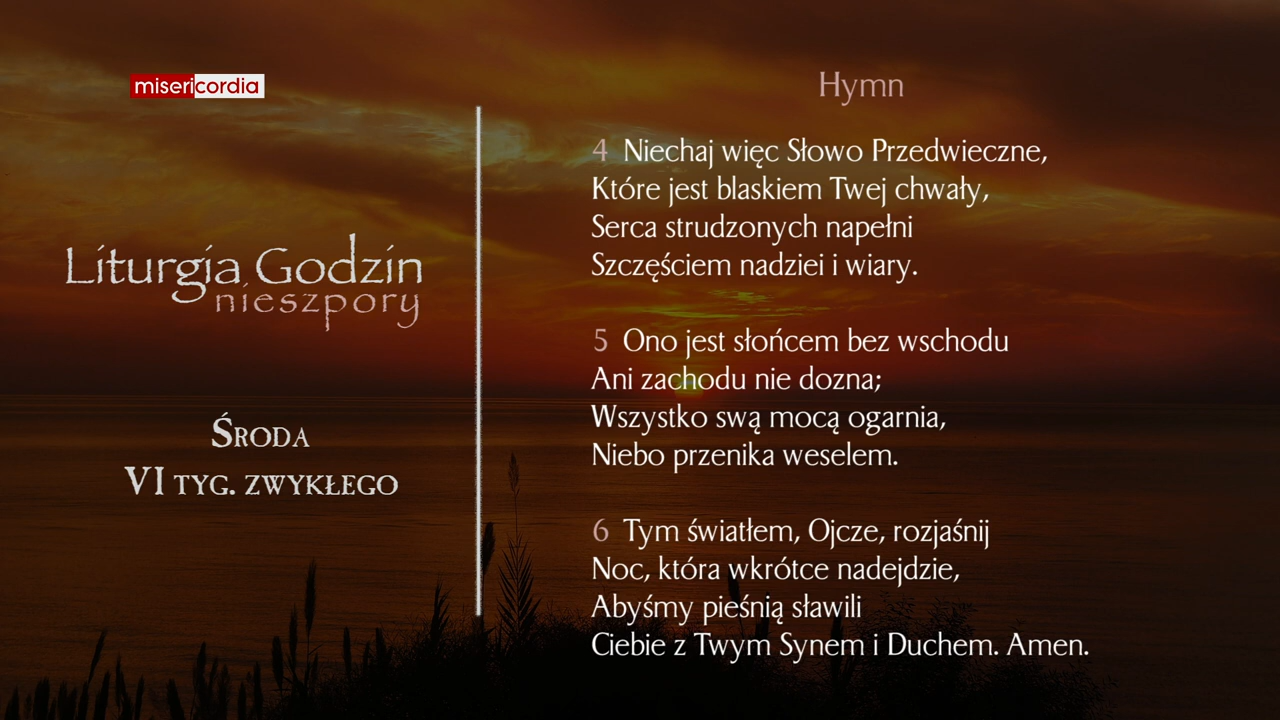 misericordia
Liturgia Godzin
nieszpory
Środa
VI tyg. zwykłego
Hymn
4 Niechaj więc Słowo Przedwieczne,
Które jest blaskiem Twej chwały,
Serca strudzonych napełni
Szczęściem nadziei i wiary.
5 Ono jest słońcem bez wschodu
Ani zachodu nie dozna;
Wszystko swą mocą ogarnia,
Niebo przenika weselem.
6 Tym światłem, Ojcze, rozjaśnij
Noc, która wkrótce nadejdzie,
Abyśmy pieśnią sławili
Ciebie z Twym Synem i Duchem. Amen.